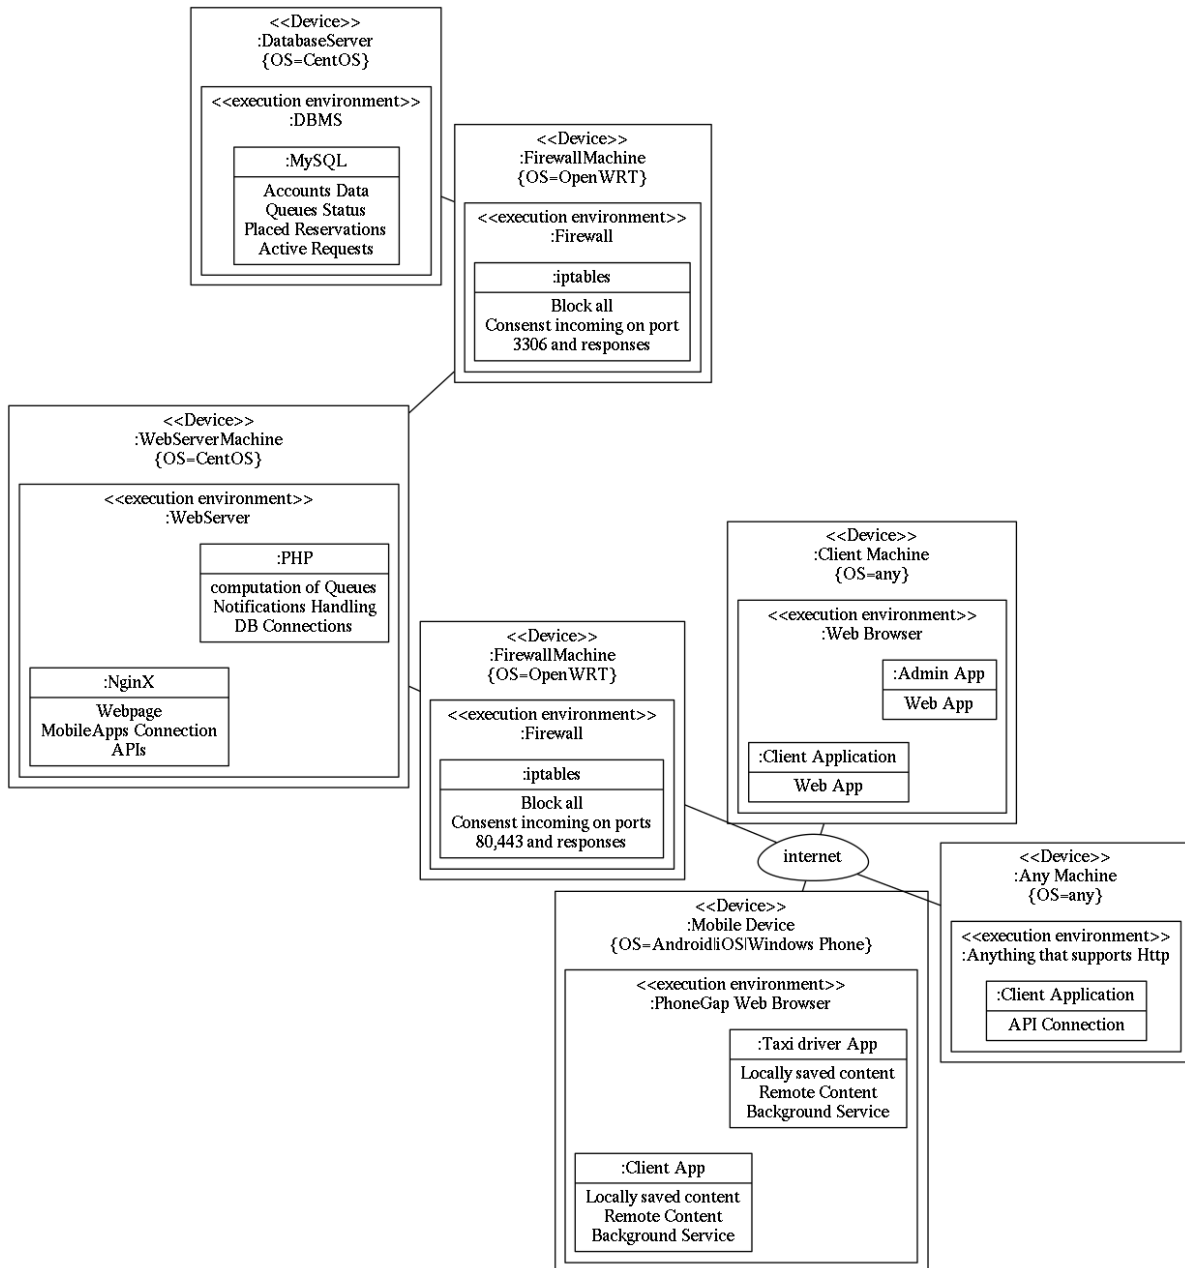 <<Device>>
:DatabaseServer
{OS=CentOS}
<<execution environment>>
:DBMS
:MySQL
Accounts Data
Queues Status
Placed Reservations
Active Requests
<<Device>>
:FirewallMachine
{OS=OpenWRT}
<<execution environment>>
:Firewall
:iptables
Block all
Consenst incoming on port
3306 and responses
<<Device>>
:WebServerMachine
{OS=CentOS}
<<execution environment>>
:WebServer
:PHP
computation of Queues
Notifications Handling
DB Connections
:NginX
Webpage
MobileApps Connection
APIs
<<Device>>
:FirewallMachine
{OS=OpenWRT}
<<execution environment>>
:Firewall
:iptables
Block all
Consenst incoming on ports
80,443 and responses
<<Device>>
:Client Machine
{OS=any}
<<execution environment>>
:Web Browser
:Admin App
Web App
:Client Application
Web App
internet
<<Device>>
:Any Machine
{OS=any}
<<execution environment>>
:Anything that supports Http
:Client Application
API Connection
<<Device>>
:Mobile Device
{OS=Android|iOS|Windows Phone}
<<execution environment>>
:PhoneGap Web Browser
:Taxi driver App
Locally saved content
Remote Content
Background Service
:Client App
Locally saved content
Remote Content
Background Service